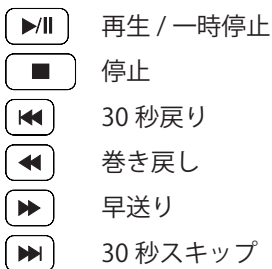 再生 / 一時停止
停止
30 秒戻り
巻き戻し
早送り
30 秒スキップ